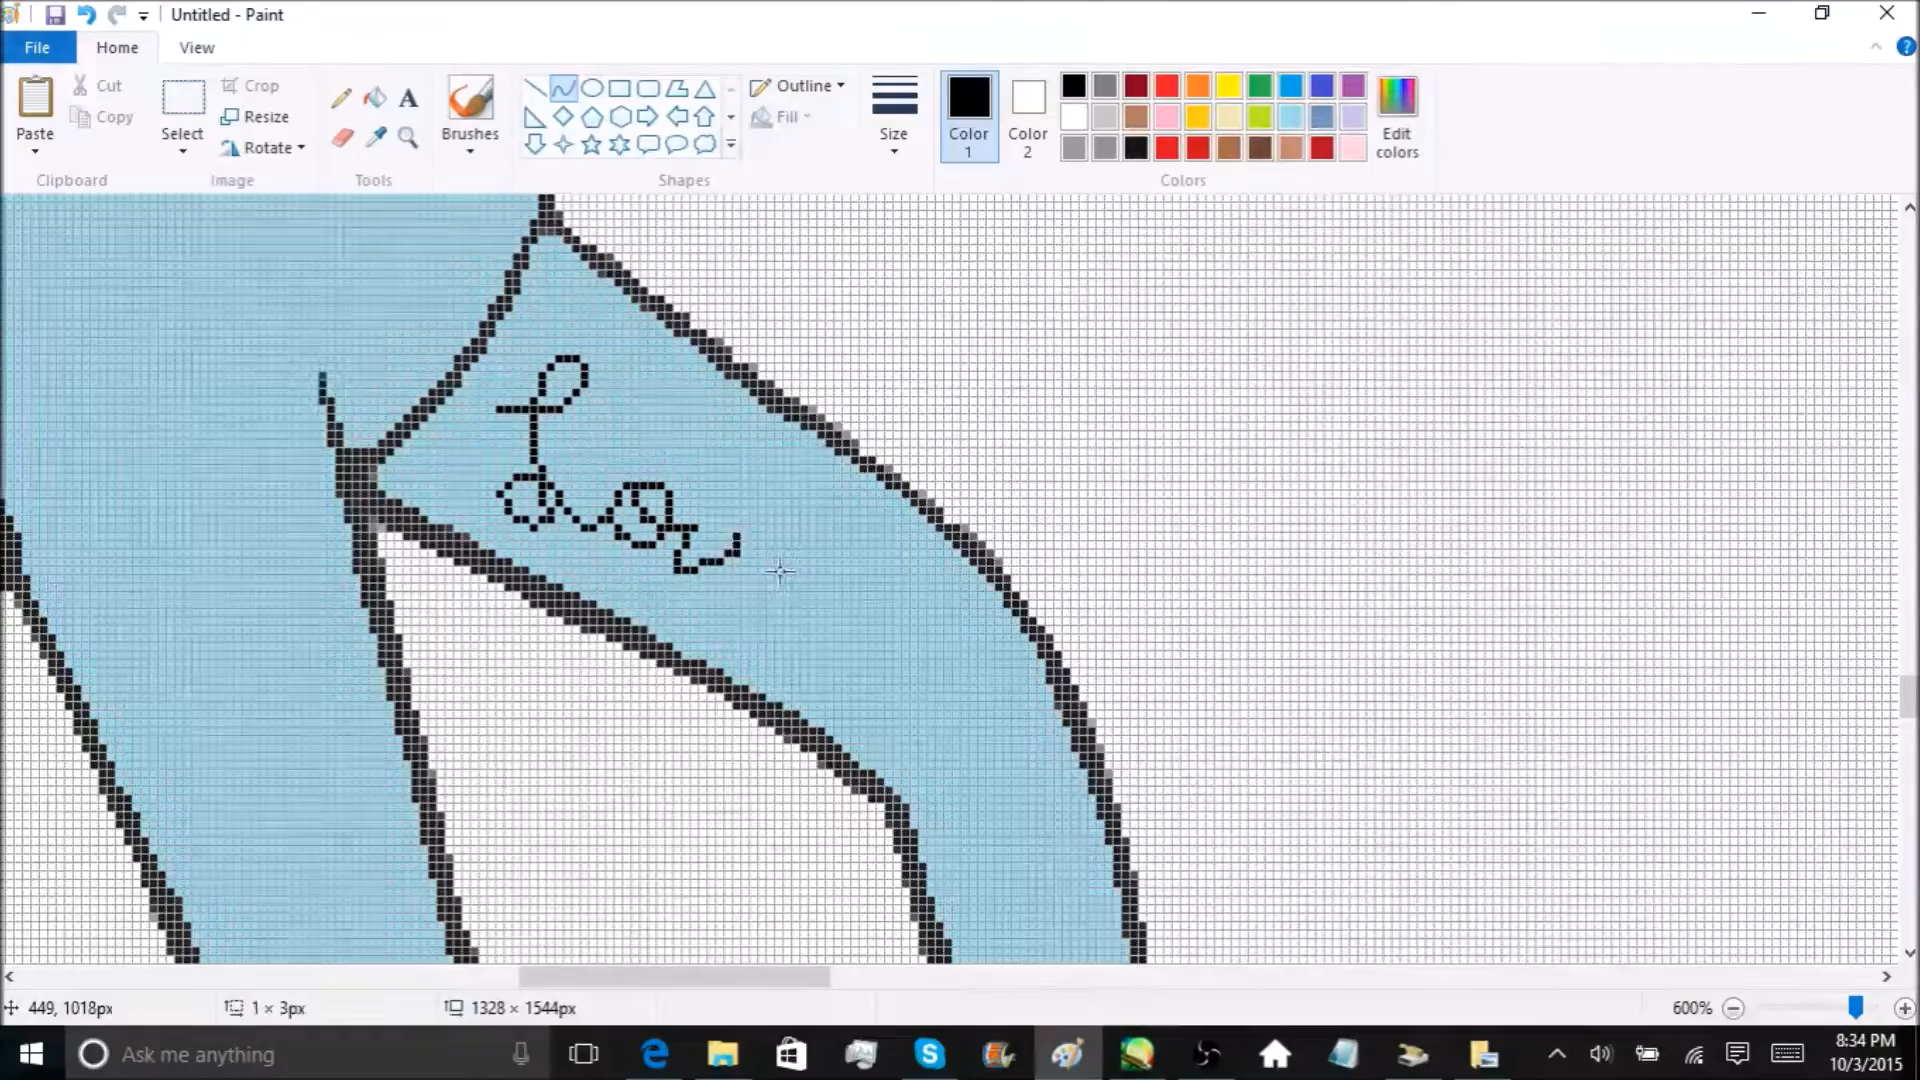 Untitled - Paint
File Home View
Paste
Cut
Copy
Clipboard
Select
Crop
Resize
Rotate
Image
Tools
Brushes
Shapes
Outline
Fill
Size
Color 1
Color 2
Edit colors
Colors
449, 1018px
1 × 3px
1328 × 1544px
600%
Ask me anything
8:34 PM
10/3/2015